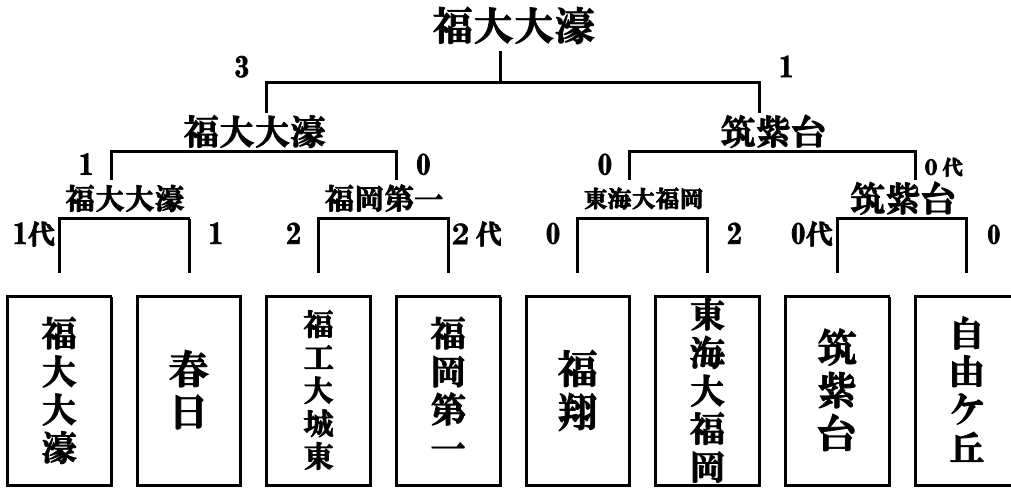 福大大濠
3 1
福大大濠 筑紫台
1 0 0 0代
福大大濠 福岡第一 東海大福岡 筑紫台
1代 1 2 2代 0 2 0代 0
福大大濠
春日
福工大城東
福岡第一
福翔
東海大福岡
筑紫台
自由ケ丘